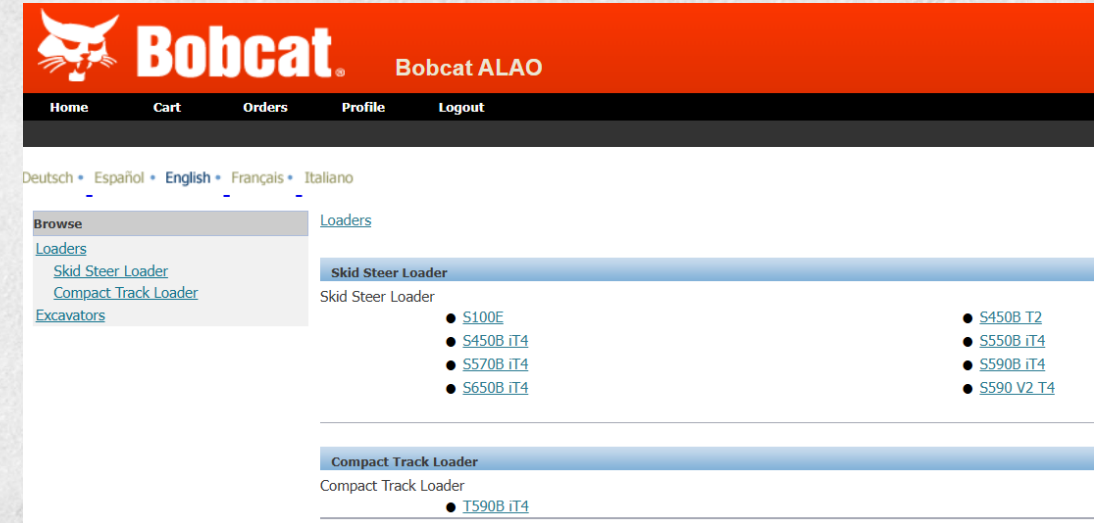 Bobcat®
Bobcat ALAO
Home Cart Orders Profile Logout
Deutsch • Español • English • Français • Italiano
Browse
Loaders
Skid Steer Loader
Compact Track Loader
Excavators
Loaders
Skid Steer Loader
Skid Steer Loader
● S100E ● S450B T2
● S450B iT4 ● S550B iT4
● S570B iT4 ● S590B iT4
● S650B iT4 ● S590 V2 T4
Compact Track Loader
Compact Track Loader
● T590B iT4